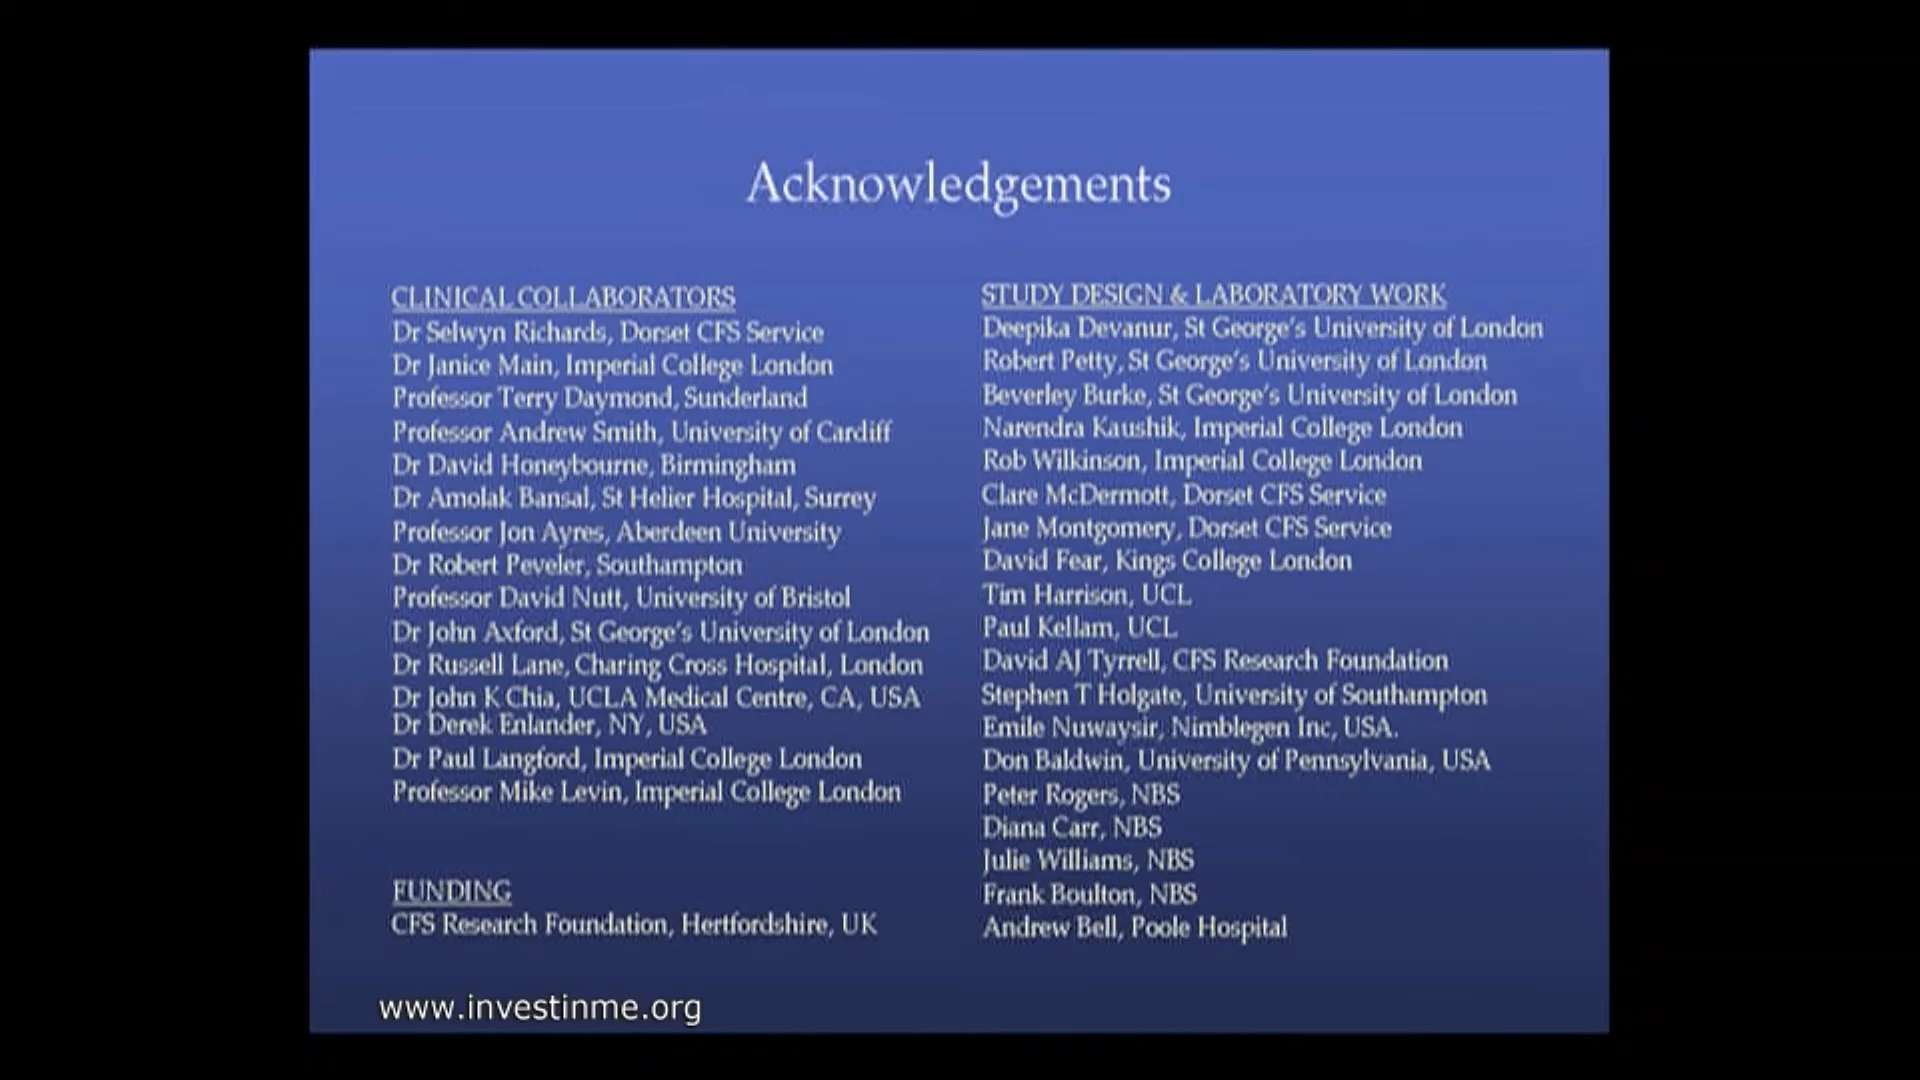 Acknowledgements
CLINICAL COLLABORATORS
Dr Selwyn Richards, Dorset CFS Service
Dr Janice Main, Imperial College London
Professor Terry Daymond, Sunderland
Professor Andrew Smith, University of Cardiff
Dr David Honeybourne, Birmingham
Dr Amolak Bansal, St Helier Hospital, Surrey
Professor Jon Ayres, Aberdeen University
Dr Robert Peveler, Southampton
Professor David Nutt, University of Bristol
Dr John Axford, St George's University of London
Dr Russell Lane, Charing Cross Hospital, London
Dr John K Chia, UCLA Medical Centre, CA, USA
Dr Derek Enlander, NY, USA
Dr Paul Langford, Imperial College London
Professor Mike Levin, Imperial College London
FUNDING
CFS Research Foundation, Hertfordshire, UK
STUDY DESIGN & LABORATORY WORK
Deepika Devanur, St George's University of London
Robert Petty, St George's University of London
Beverley Burke, St George's University of London
Narendra Kaushik, Imperial College London
Rob Wilkinson, Imperial College London
Clare McDermott, Dorset CFS Service
Jane Montgomery, Dorset CFS Service
David Fear, Kings College London
Tim Harrison, UCL
Paul Kellam, UCL
David AJ Tyrrell, CFS Research Foundation
Stephen T Holgate, University of Southampton
Emile Nuwaysir, Nimblegen Inc, USA.
Don Baldwin, University of Pennsylvania, USA
Peter Rogers, NBS
Diana Carr, NBS
Julie Williams, NBS
Frank Boulton, NBS
Andrew Bell, Poole Hospital
www.investinme.org